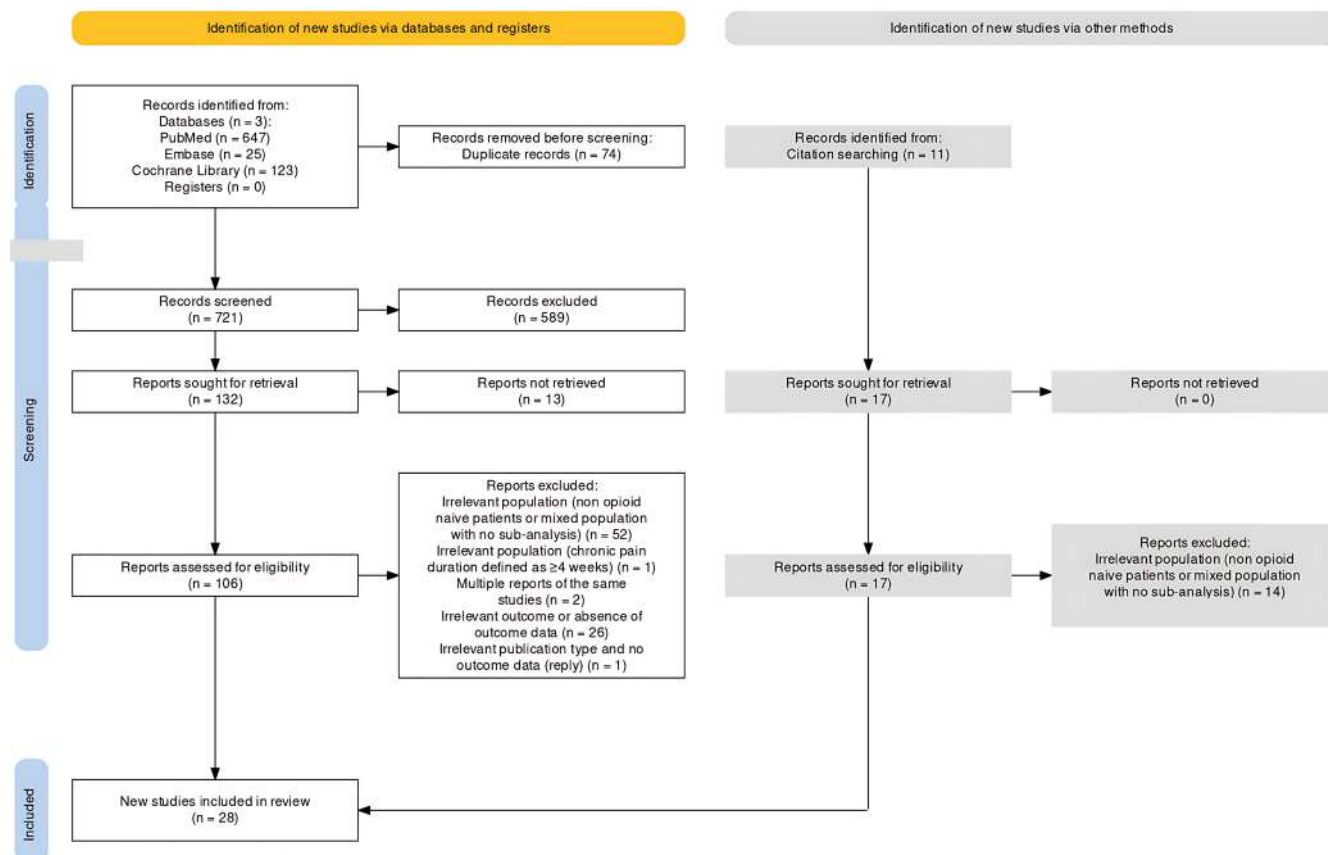 Identification of new studies via databases and registers
Identification of new studies via other methods
Identification
Records identified from:
Databases (n = 3):
PubMed (n = 647)
Embase (n = 25)
Cochrane Library (n = 123)
Registers (n = 0)
Records removed before screening:
Duplicate records (n = 74)
Records identified from:
Citation searching (n = 11)
Screening
Records screened
(n = 721)
Records excluded
(n = 589)
Reports sought for retrieval
(n = 132)
Reports not retrieved
(n = 13)
Reports sought for retrieval
(n = 17)
Reports not retrieved
(n = 0)
Reports assessed for eligibility
(n = 106)
Reports excluded:
Irrelevant population (non opioid
naive patients or mixed population
with no sub-analysis) (n = 52)
Irrelevant population (chronic pain
duration defined as ≥4 weeks) (n = 1)
Multiple reports of the same
studies (n = 2)
Irrelevant outcome or absence of
outcome data (n = 26)
Irrelevant publication type and no
outcome data (reply) (n = 1)
Reports assessed for eligibility
(n = 17)
Reports excluded:
Irrelevant population (non opioid
naive patients or mixed population
with no sub-analysis) (n = 14)
Included
New studies included in review
(n = 28)